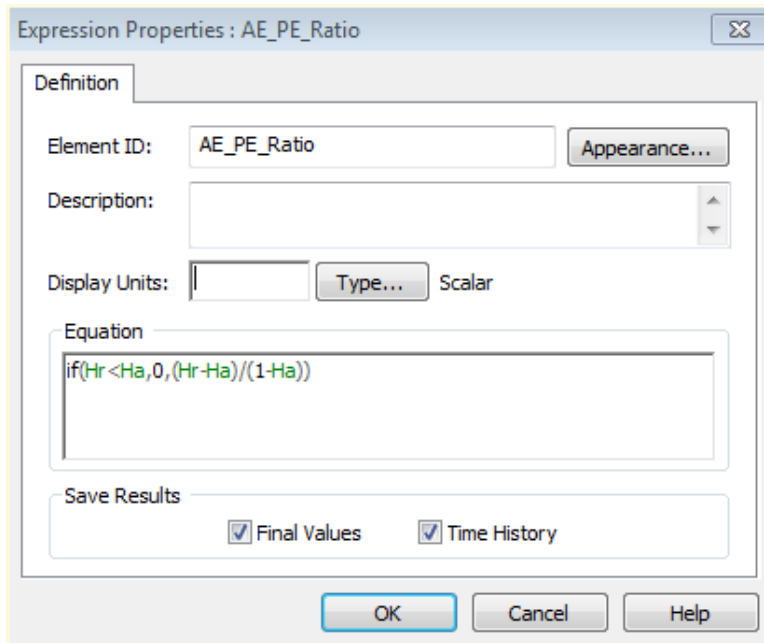 Expression Properties : AE_PE_Ratio
Definition
Element ID: AE_PE_Ratio Appearance...
Description:
Display Units: Type... Scalar
Equation
if(Hr<Ha,0,(Hr-Ha)/(1-Ha))
Save Results
Final Values Time History
OK Cancel Help